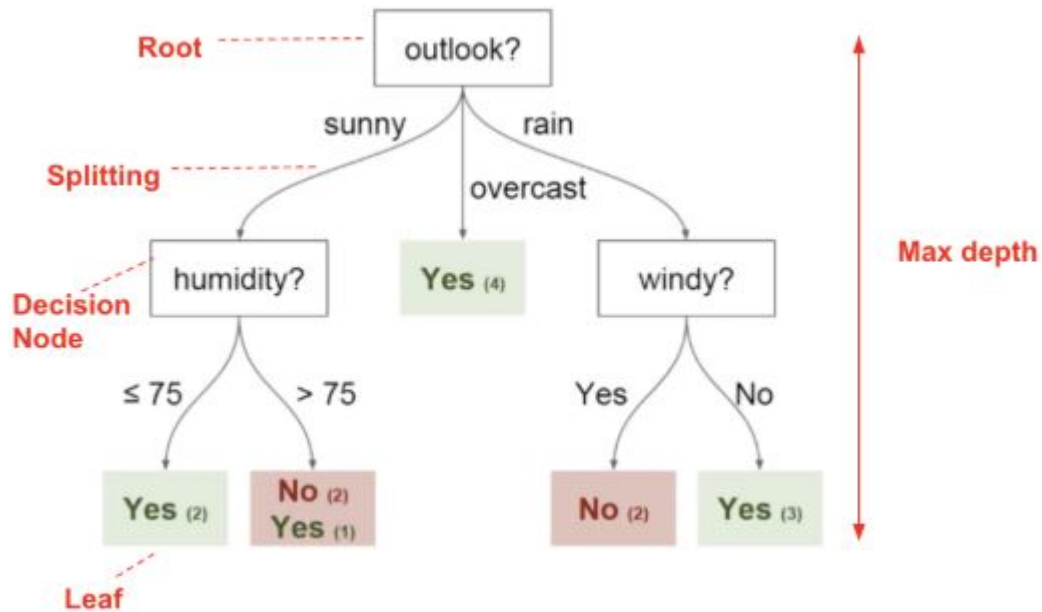 Root
outlook?
sunny
rain
Splitting
overcast
humidity?
Yes (4)
windy?
Max depth
Decision
Node
≤ 75
> 75
Yes
No
Yes (2)
No (2)
Yes (1)
No (2)
Yes (3)
Leaf